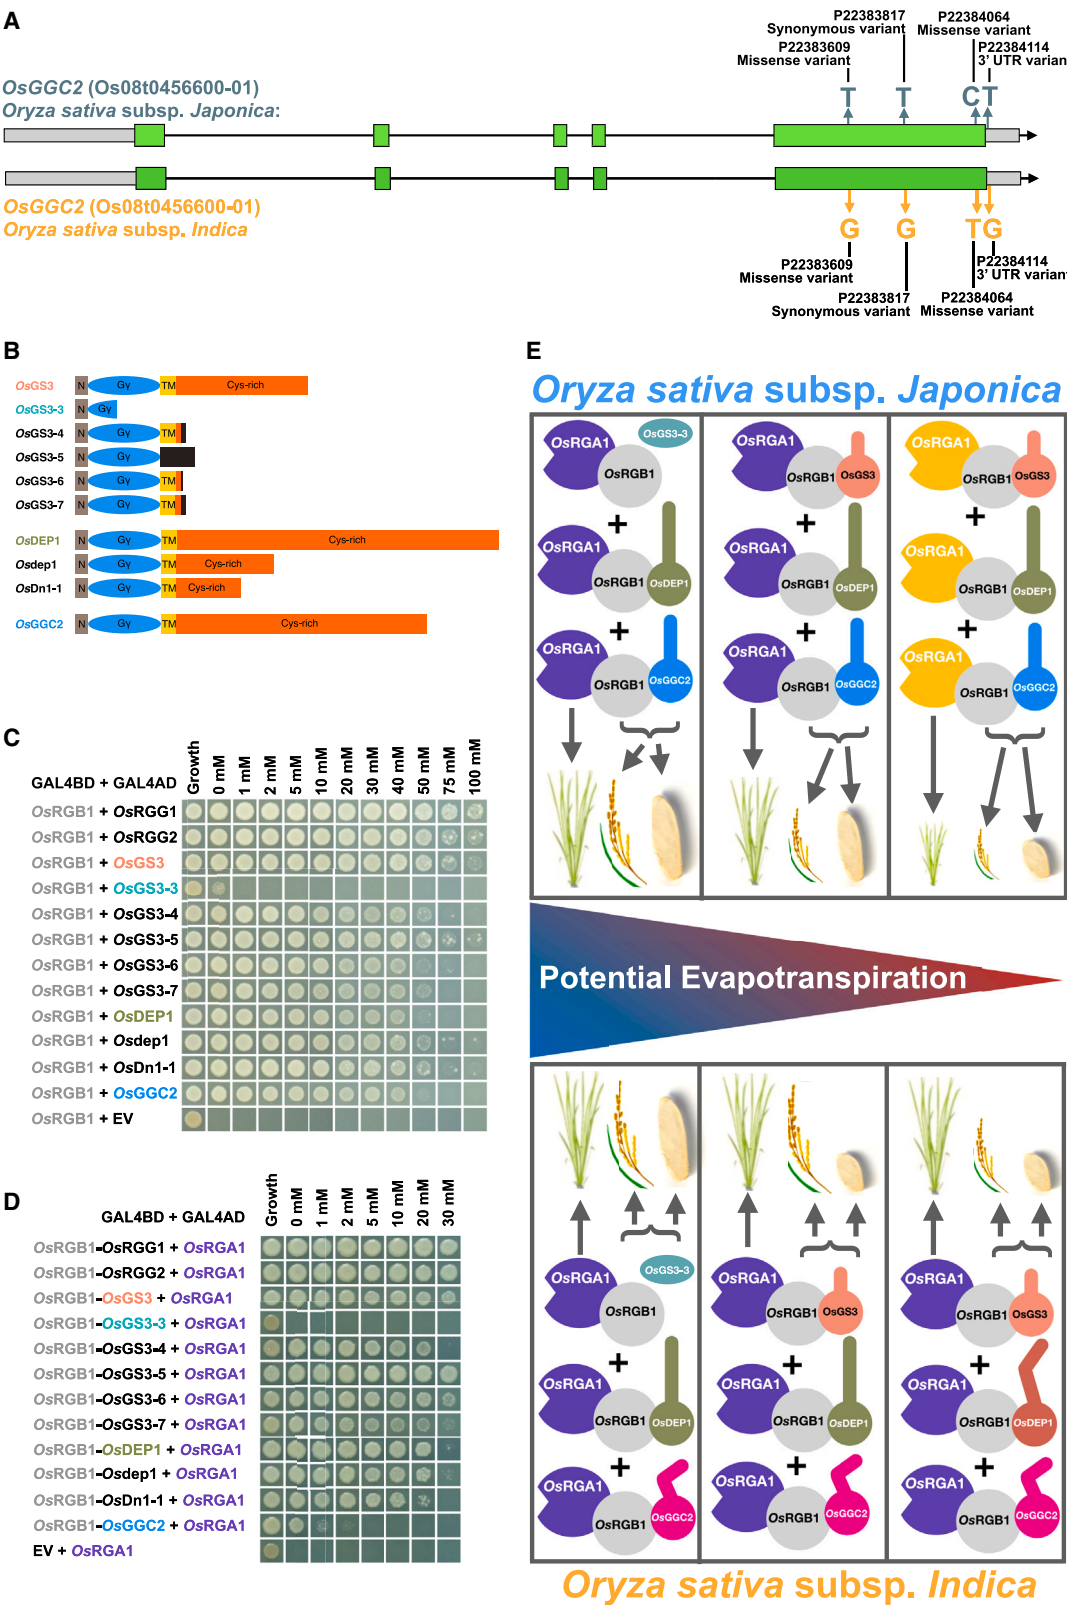 A
P22383817
Synonymous variant
P22384064
Missense variant
P22383609
Missense variant
P22384114
3' UTR variant
OsGGC2 (Os08t0456600-01)
Oryza sativa subsp. Japonica:
T T C T
OsGGC2 (Os08t0456600-01)
Oryza sativa subsp. Indica
G G T G
P22383609
Missense variant
P22384114
3' UTR variant
P22383817
Synonymous variant
P22384064
Missense variant
B
OsGS3 N Gγ TM Cys-rich
OsGS3-3 N Gγ
OsGS3-4 N Gγ TM
OsGS3-5 N Gγ
OsGS3-6 N Gγ TM
OsGS3-7 N Gγ TM
OsDEP1 N Gγ TM Cys-rich
Osdep1 N Gγ TM Cys-rich
OsDn1-1 N Gγ TM Cys-rich
OsGGC2 N Gγ TM Cys-rich
C
GAL4BD + GAL4AD Growth 0 mM 1 mM 2 mM 5 mM 10 mM 20 mM 30 mM 40 mM 50 mM 75 mM 100 mM
OsRGB1 + OsRGG1
OsRGB1 + OsRGG2
OsRGB1 + OsGS3
OsRGB1 + OsGS3-3
OsRGB1 + OsGS3-4
OsRGB1 + OsGS3-5
OsRGB1 + OsGS3-6
OsRGB1 + OsGS3-7
OsRGB1 + OsDEP1
OsRGB1 + Osdep1
OsRGB1 + OsDn1-1
OsRGB1 + OsGGC2
OsRGB1 + EV
D
GAL4BD + GAL4AD Growth 0 mM 1 mM 2 mM 5 mM 10 mM 20 mM 30 mM
OsRGB1-OsRGG1 + OsRGA1
OsRGB1-OsRGG2 + OsRGA1
OsRGB1-OsGS3 + OsRGA1
OsRGB1-OsGS3-3 + OsRGA1
OsRGB1-OsGS3-4 + OsRGA1
OsRGB1-OsGS3-5 + OsRGA1
OsRGB1-OsGS3-6 + OsRGA1
OsRGB1-OsGS3-7 + OsRGA1
OsRGB1-OsDEP1 + OsRGA1
OsRGB1-Osdep1 + OsRGA1
OsRGB1-OsDn1-1 + OsRGA1
OsRGB1-OsGGC2 + OsRGA1
EV + OsRGA1
E
Oryza sativa subsp. Japonica
OsRGA1 OsGS3-3
OsRGB1
+
OsRGA1
OsRGB1 OsDEP1
+
OsRGA1
OsRGB1 OsGGC2
OsRGA1
OsRGB1 OsGS3
+
OsRGA1
OsRGB1 OsDEP1
+
OsRGA1
OsRGB1 OsGGC2
OsRGA1
OsRGB1 OsGS3
+
OsRGA1
OsRGB1 OsDEP1
+
OsRGA1
OsRGB1 OsGGC2
Potential Evapotranspiration
OsRGA1 OsGS3-3
OsRGB1
+
OsRGA1
OsRGB1 OsDEP1
+
OsRGA1
OsRGB1 OsGGC2
OsRGA1
OsRGB1 OsGS3
+
OsRGA1
OsRGB1 OsDEP1
+
OsRGA1
OsRGB1 OsGGC2
OsRGA1
OsRGB1 OsGS3
+
OsRGA1
OsRGB1 OsDEP1
+
OsRGA1
OsRGB1 OsGGC2
Oryza sativa subsp. Indica